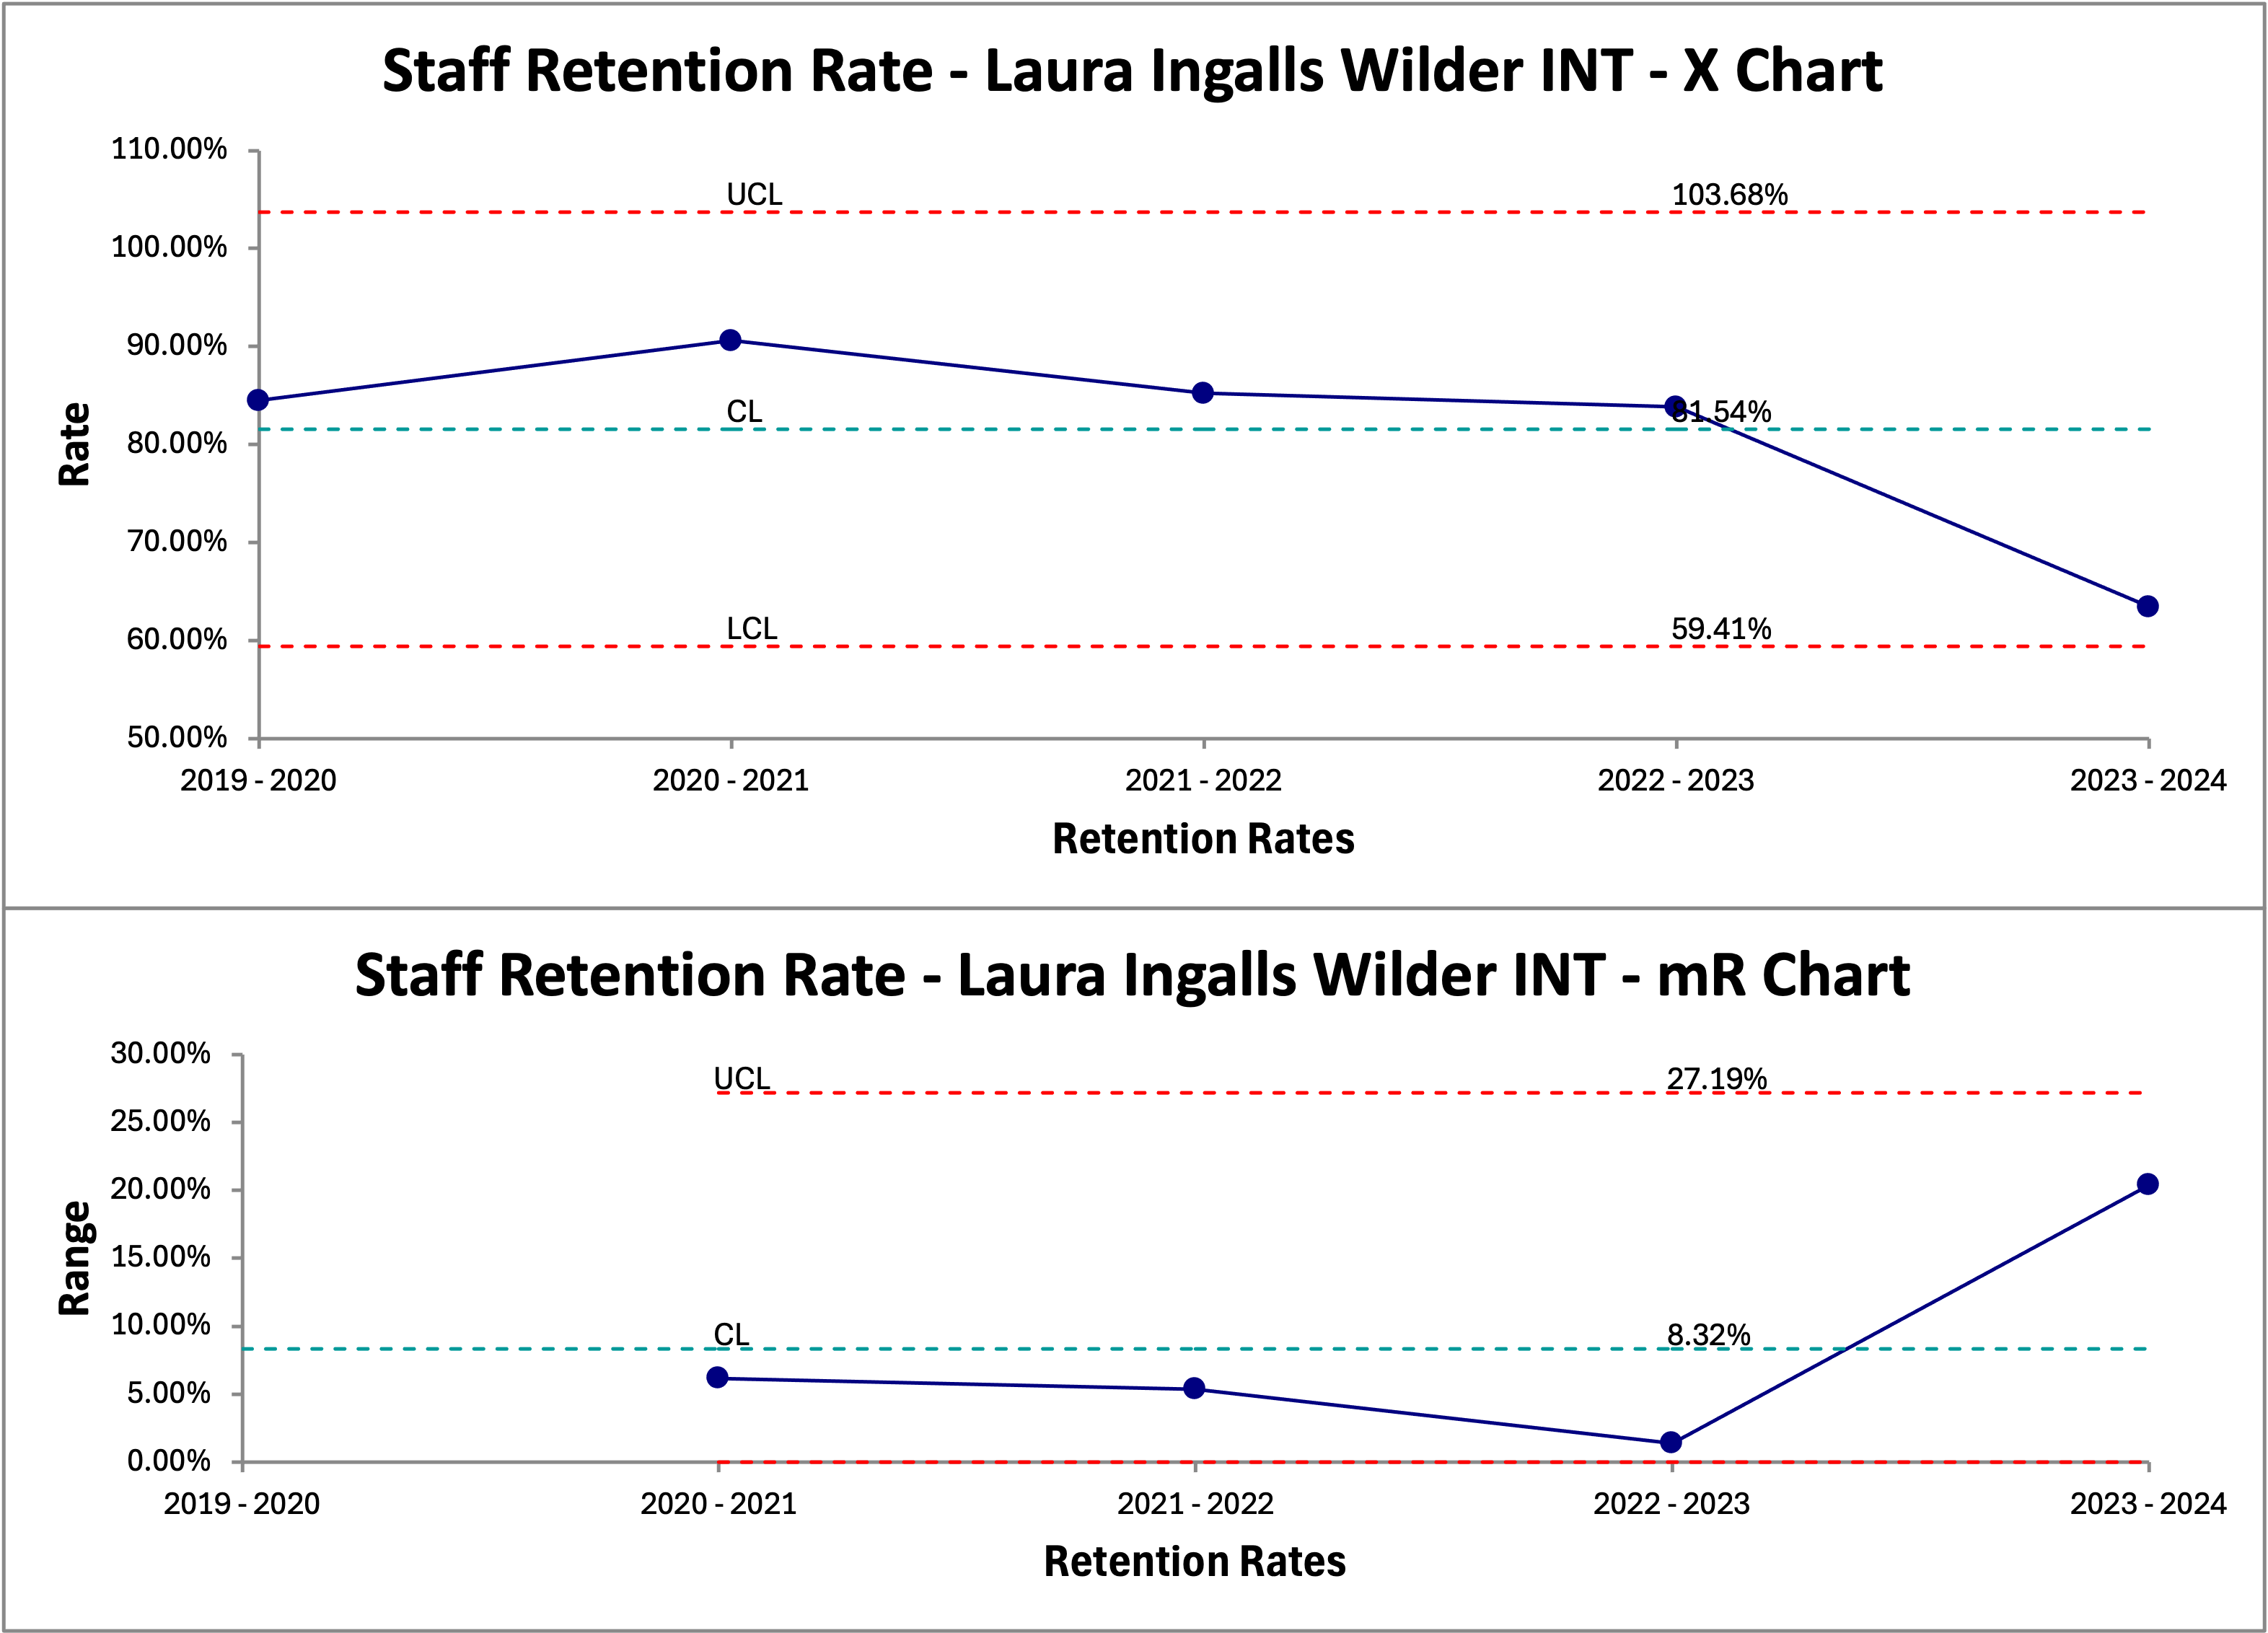 Staff Retention Rate - Laura Ingalls Wilder INT - X Chart
110.00%
UCL 103.68%
100.00%
90.00%
CL 81.54%
80.00%
Rate
70.00%
LCL 59.41%
60.00%
50.00%
2019 - 2020 2020 - 2021 2021 - 2022 2022 - 2023 2023 - 2024
Retention Rates
Staff Retention Rate - Laura Ingalls Wilder INT - mR Chart
30.00%
UCL 27.19%
25.00%
20.00%
15.00%
Range
10.00%
CL 8.32%
5.00%
0.00%
2019 - 2020 2020 - 2021 2021 - 2022 2022 - 2023 2023 - 2024
Retention Rates